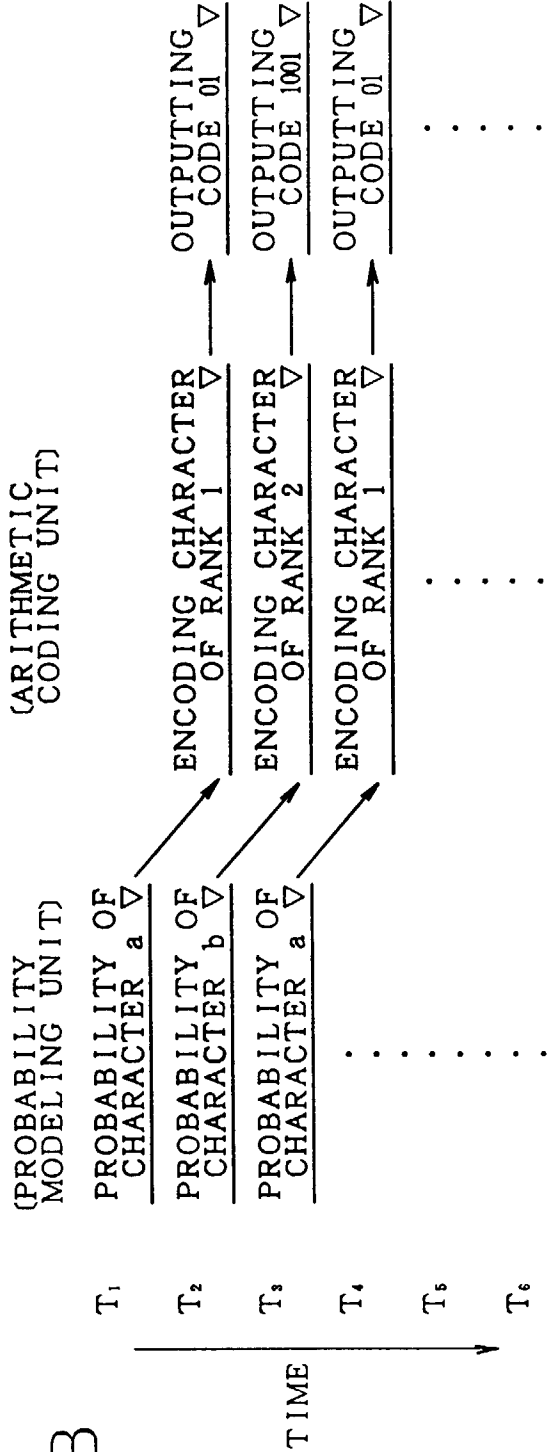 B
(PROBABILITY
MODELING UNIT)
(ARITHMETIC
CODING UNIT)
TIME
T₁
PROBABILITY OF
CHARACTER a ▽
T₂
ENCODING CHARACTER
OF RANK 1 ▽
OUTPUTTING
CODE 01 ▽
PROBABILITY OF
CHARACTER b ▽
T₃
ENCODING CHARACTER
OF RANK 2 ▽
OUTPUTTING
CODE 1001 ▽
PROBABILITY OF
CHARACTER a ▽
T₄
ENCODING CHARACTER
OF RANK 1 ▽
OUTPUTTING
CODE 01 ▽
T₅
T₆